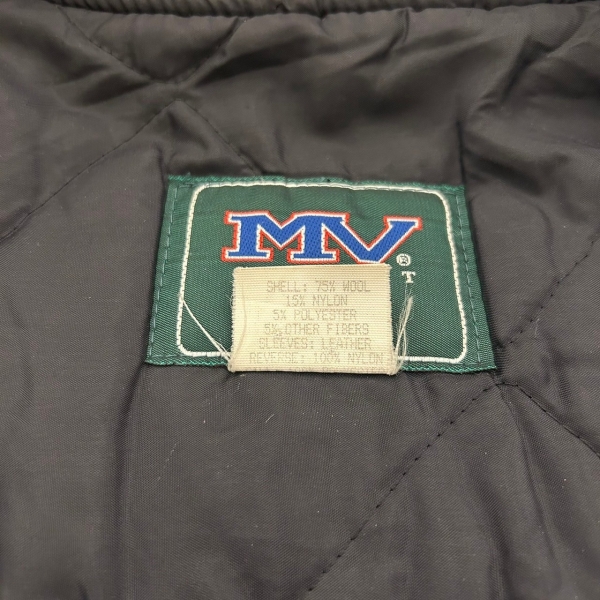 MV
®
T
SHELL: 75% WOOL
15% NYLON
5% POLYESTER
5% OTHER FIBERS
SLEEVES: LEATHER
REVERSE: 100% NYLON